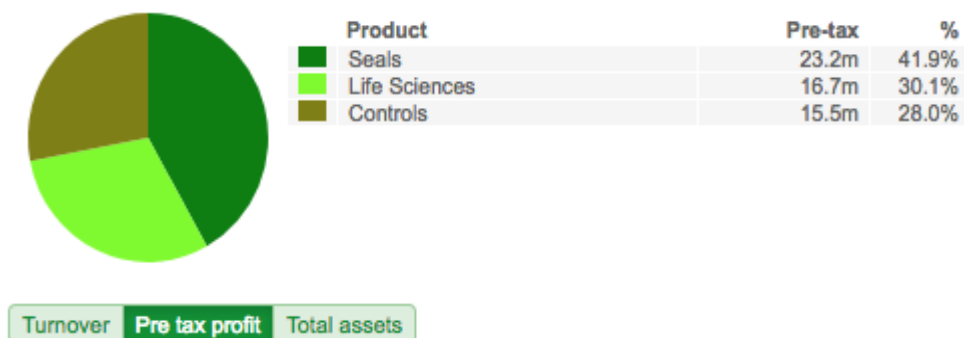 Product Pre-tax %
Seals 23.2m 41.9%
Life Sciences 16.7m 30.1%
Controls 15.5m 28.0%
Turnover Pre tax profit Total assets